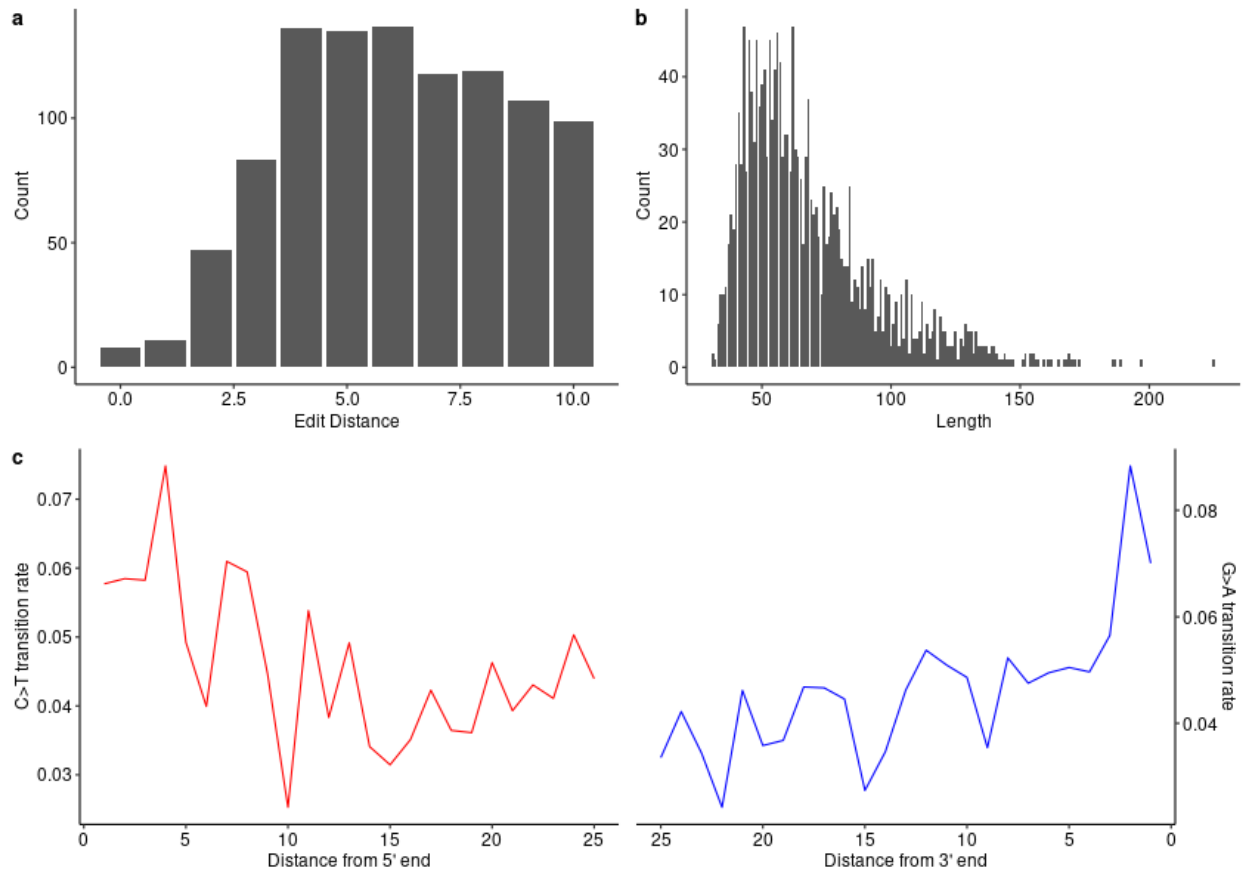 a
100
50
0
Count
0.0 2.5 5.0 7.5 10.0
Edit Distance
b
40
30
20
10
0
Count
50 100 150 200
Length
c
0.07
0.06
0.05
0.04
0.03
C>T transition rate
0 5 10 15 20 25
Distance from 5' end
0.08
0.06
0.04
G>A transition rate
25 20 15 10 5 0
Distance from 3' end